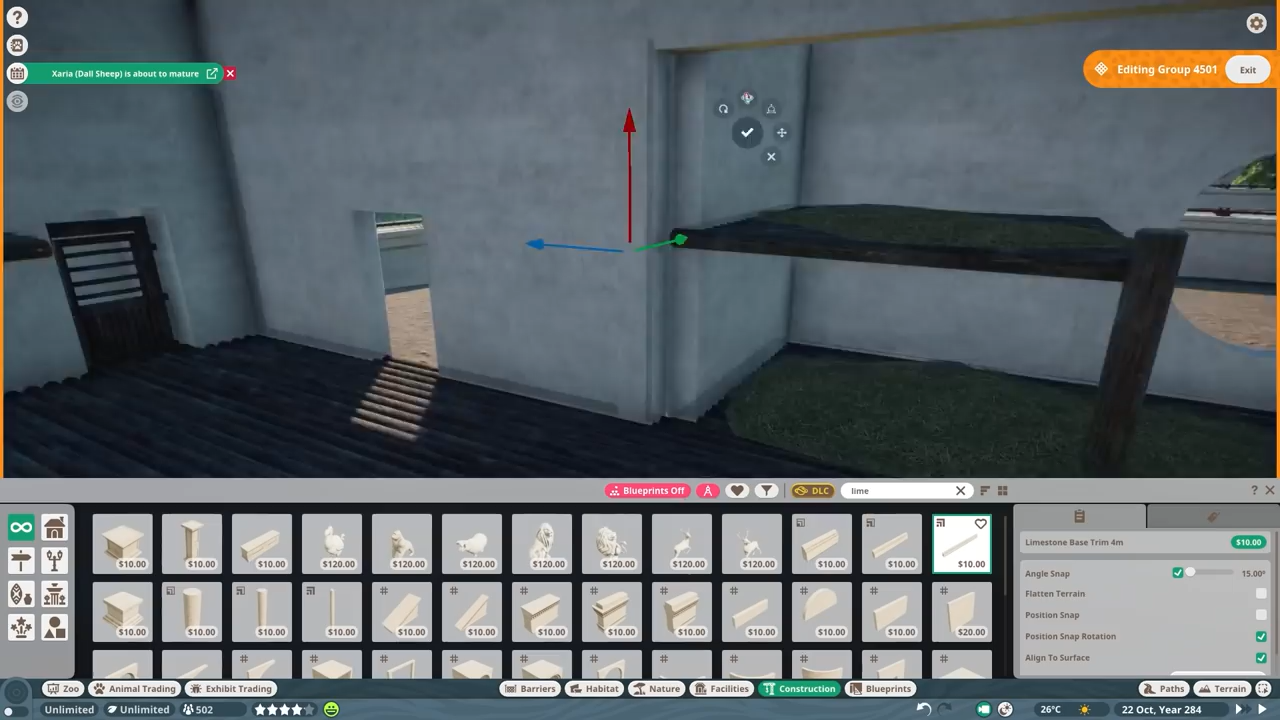 ?
Xaria (Dall Sheep) is about to mature
Editing Group 4501
Exit
Blueprints Off
DLC
lime
?
$10.00 $10.00 $10.00 $120.00 $120.00 $120.00 $120.00 $120.00 $120.00 $120.00 $10.00 $10.00 $10.00
$10.00 $10.00 $10.00 $10.00 $10.00 $10.00 $10.00 $10.00 $10.00 $10.00 $10.00 $10.00 $20.00
Limestone Base Trim 4m
$10.00
Angle Snap
15.00°
Flatten Terrain
Position Snap
Position Snap Rotation
Align To Surface
Zoo Animal Trading Exhibit Trading Barriers Habitat Nature Facilities Construction Blueprints Paths Terrain
Unlimited Unlimited 502 26°C 22 Oct, Year 284